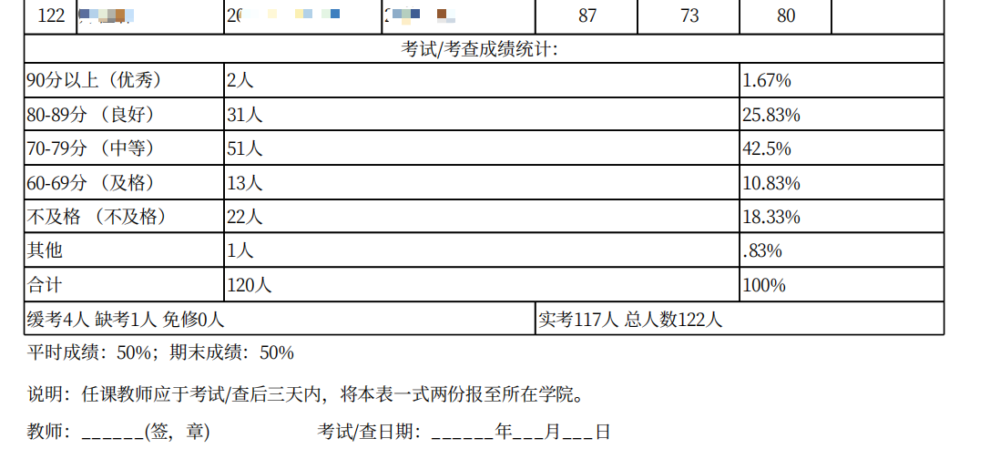 122 87 73 80
考试/考查成绩统计：
90分以上（优秀） 2人 1.67%
80-89分 （良好） 31人 25.83%
70-79分 （中等） 51人 42.5%
60-69分 （及格） 13人 10.83%
不及格 （不及格） 22人 18.33%
其他 1人 .83%
合计 120人 100%
缓考4人 缺考1人 免修0人 实考117人 总人数122人
平时成绩：50%；期末成绩：50%
说明：任课教师应于考试/查后三天内，将本表一式两份报至所在学院。
教师：______(签，章) 考试/查日期：______年___月___日